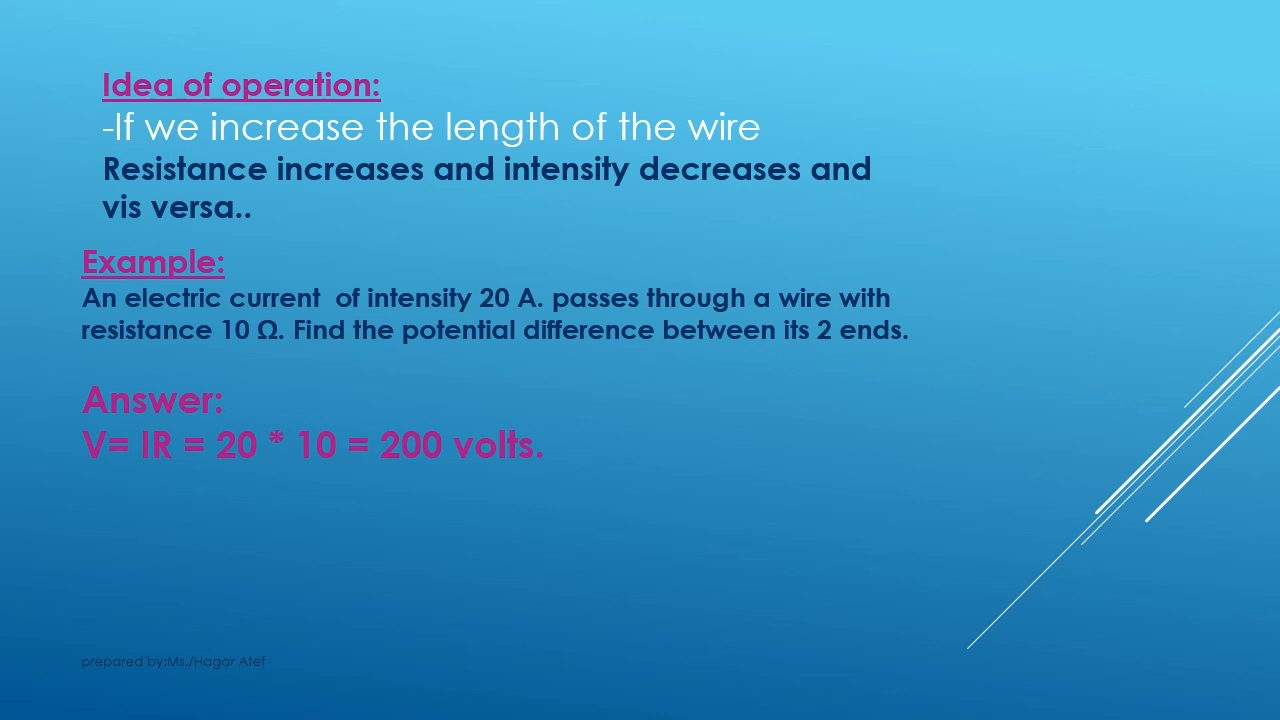 Idea of operation:
-If we increase the length of the wire
Resistance increases and intensity decreases and
vis versa..
Example:
An electric current  of intensity 20 A. passes through a wire with
resistance 10 Ω. Find the potential difference between its 2 ends.
Answer:
V= IR = 20 * 10 = 200 volts.
prepared by:Ms./Hagar Atef